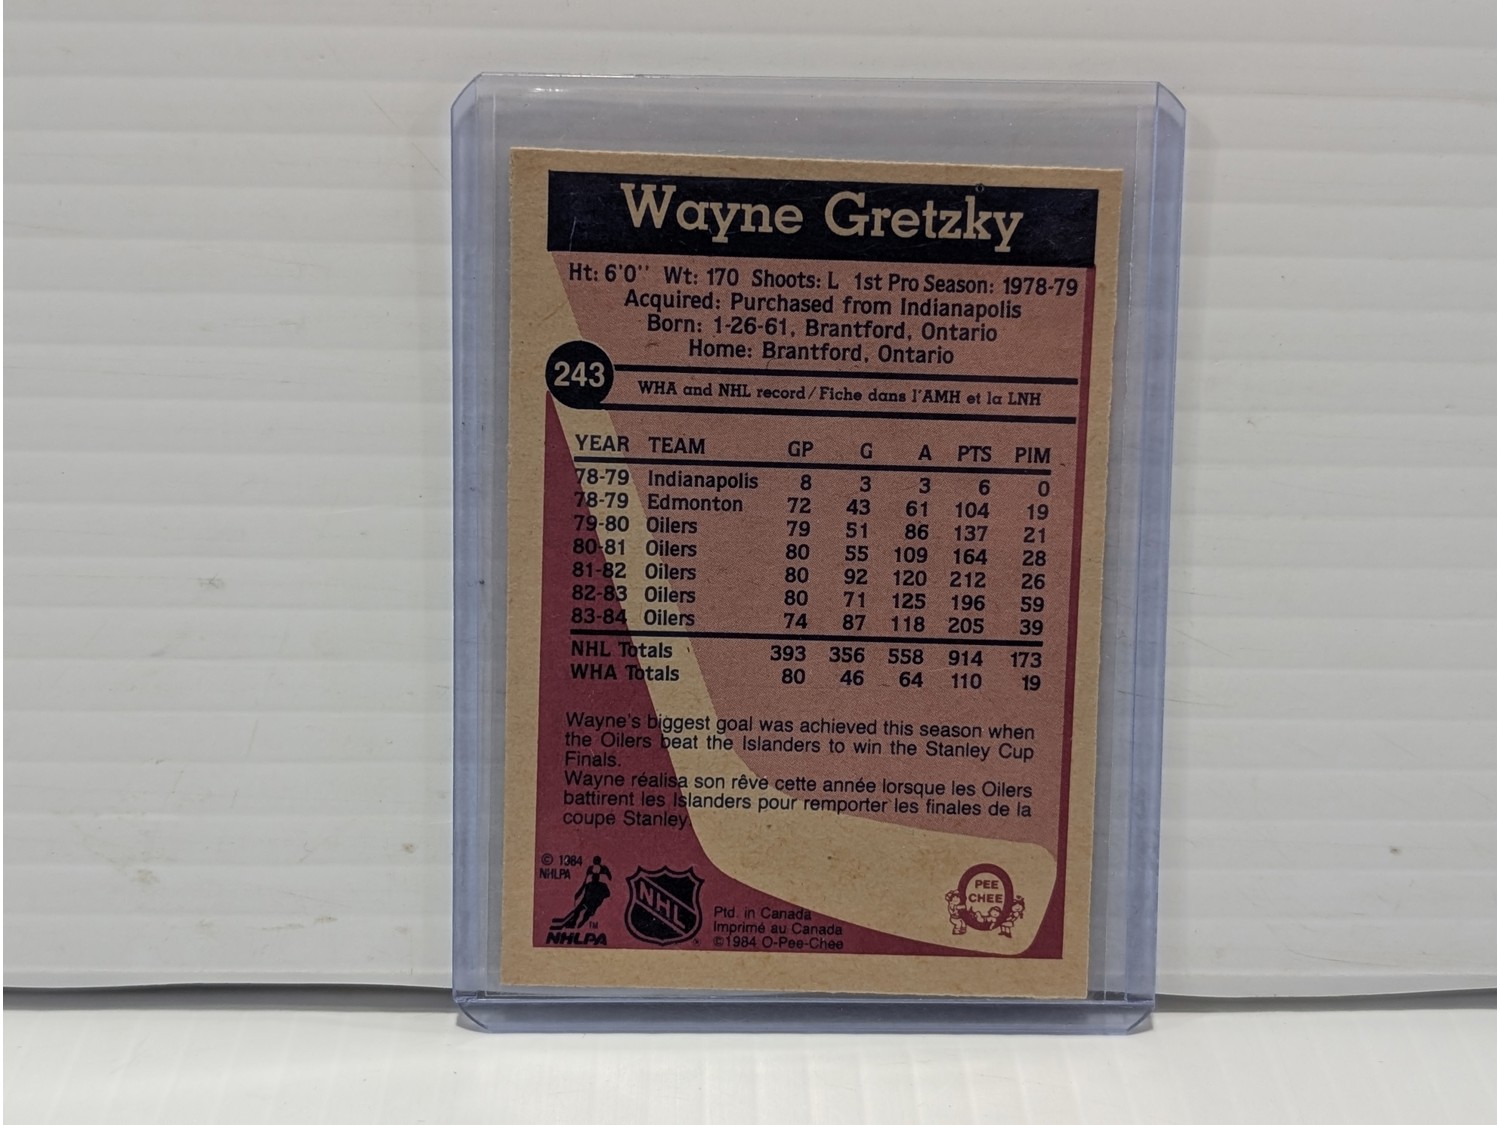 Wayne Gretzky
Ht: 6'0'' Wt: 170 Shoots: L 1st Pro Season: 1978-79
Acquired: Purchased from Indianapolis
Born: 1-26-61, Brantford, Ontario
Home: Brantford, Ontario
243
WHA and NHL record/Fiche dans l'AMH et la LNH
YEAR TEAM GP G A PTS PIM
78-79 Indianapolis 8 3 3 6 0
78-79 Edmonton 72 43 61 104 19
79-80 Oilers 79 51 86 137 21
80-81 Oilers 80 55 109 164 28
81-82 Oilers 80 92 120 212 26
82-83 Oilers 80 71 125 196 59
83-84 Oilers 74 87 118 205 39
NHL Totals 393 356 558 914 173
WHA Totals 80 46 64 110 19
Wayne's biggest goal was achieved this season when
the Oilers beat the Islanders to win the Stanley Cup
Finals.
Wayne réalisa son rêve cette année lorsque les Oilers
battirent les Islanders pour remporter les finales de la
coupe Stanley
© 1984
NHLPA
TM
NHLPA
NHL
Ptd. in Canada
Imprimé au Canada
©1984 O-Pee-Chee
PEE
CHEE